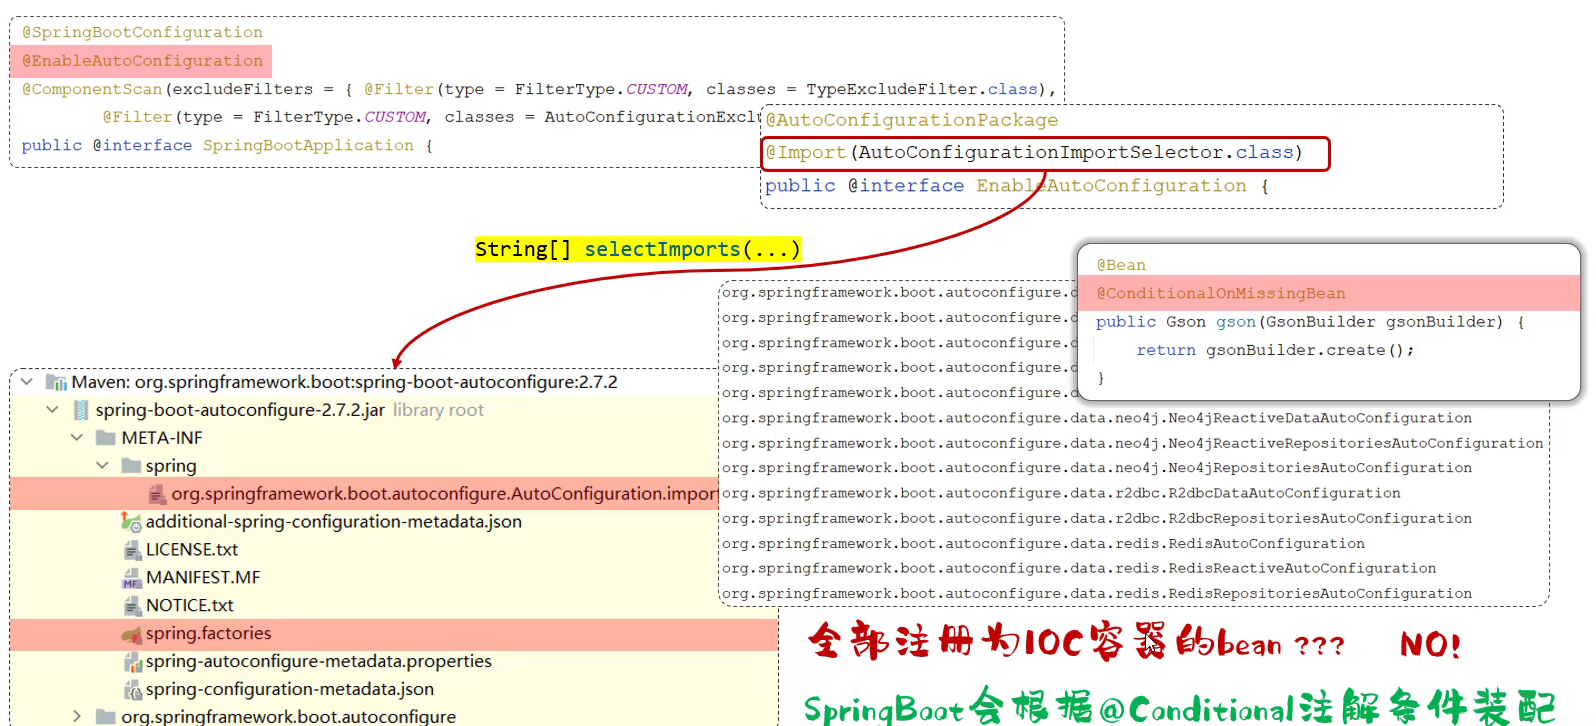 @SpringBootConfiguration
@EnableAutoConfiguration
@ComponentScan(excludeFilters = { @Filter(type = FilterType.CUSTOM, classes = TypeExcludeFilter.class),
@Filter(type = FilterType.CUSTOM, classes = AutoConfigurationExclu
public @interface SpringBootApplication {
@AutoConfigurationPackage
@Import(AutoConfigurationImportSelector.class)
public @interface EnableAutoConfiguration {
String[] selectImports(...)
@Bean
@ConditionalOnMissingBean
public Gson gson(GsonBuilder gsonBuilder) {
return gsonBuilder.create();
}
org.springframework.boot.autoconfigure.d
org.springframework.boot.autoconfigure.d
org.springframework.boot.autoconfigure.d
org.springframework.boot.autoconfigure.d
org.springframework.boot.autoconfigure.d
org.springframework.boot.autoconfigure.data.neo4j.Neo4jReactiveDataAutoConfiguration
org.springframework.boot.autoconfigure.data.neo4j.Neo4jReactiveRepositoriesAutoConfiguration
org.springframework.boot.autoconfigure.data.neo4j.Neo4jRepositoriesAutoConfiguration
org.springframework.boot.autoconfigure.data.r2dbc.R2dbcDataAutoConfiguration
org.springframework.boot.autoconfigure.data.r2dbc.R2dbcRepositoriesAutoConfiguration
org.springframework.boot.autoconfigure.data.redis.RedisAutoConfiguration
org.springframework.boot.autoconfigure.data.redis.RedisReactiveAutoConfiguration
org.springframework.boot.autoconfigure.data.redis.RedisRepositoriesAutoConfiguration
Maven: org.springframework.boot:spring-boot-autoconfigure:2.7.2
spring-boot-autoconfigure-2.7.2.jar library root
META-INF
spring
org.springframework.boot.autoconfigure.AutoConfiguration.import
additional-spring-configuration-metadata.json
LICENSE.txt
MANIFEST.MF
NOTICE.txt
spring.factories
spring-autoconfigure-metadata.properties
spring-configuration-metadata.json
org.springframework.boot.autoconfigure
全部注册为IOC容器的bean ??? NO!
SpringBoot会根据@Conditional注解条件装配